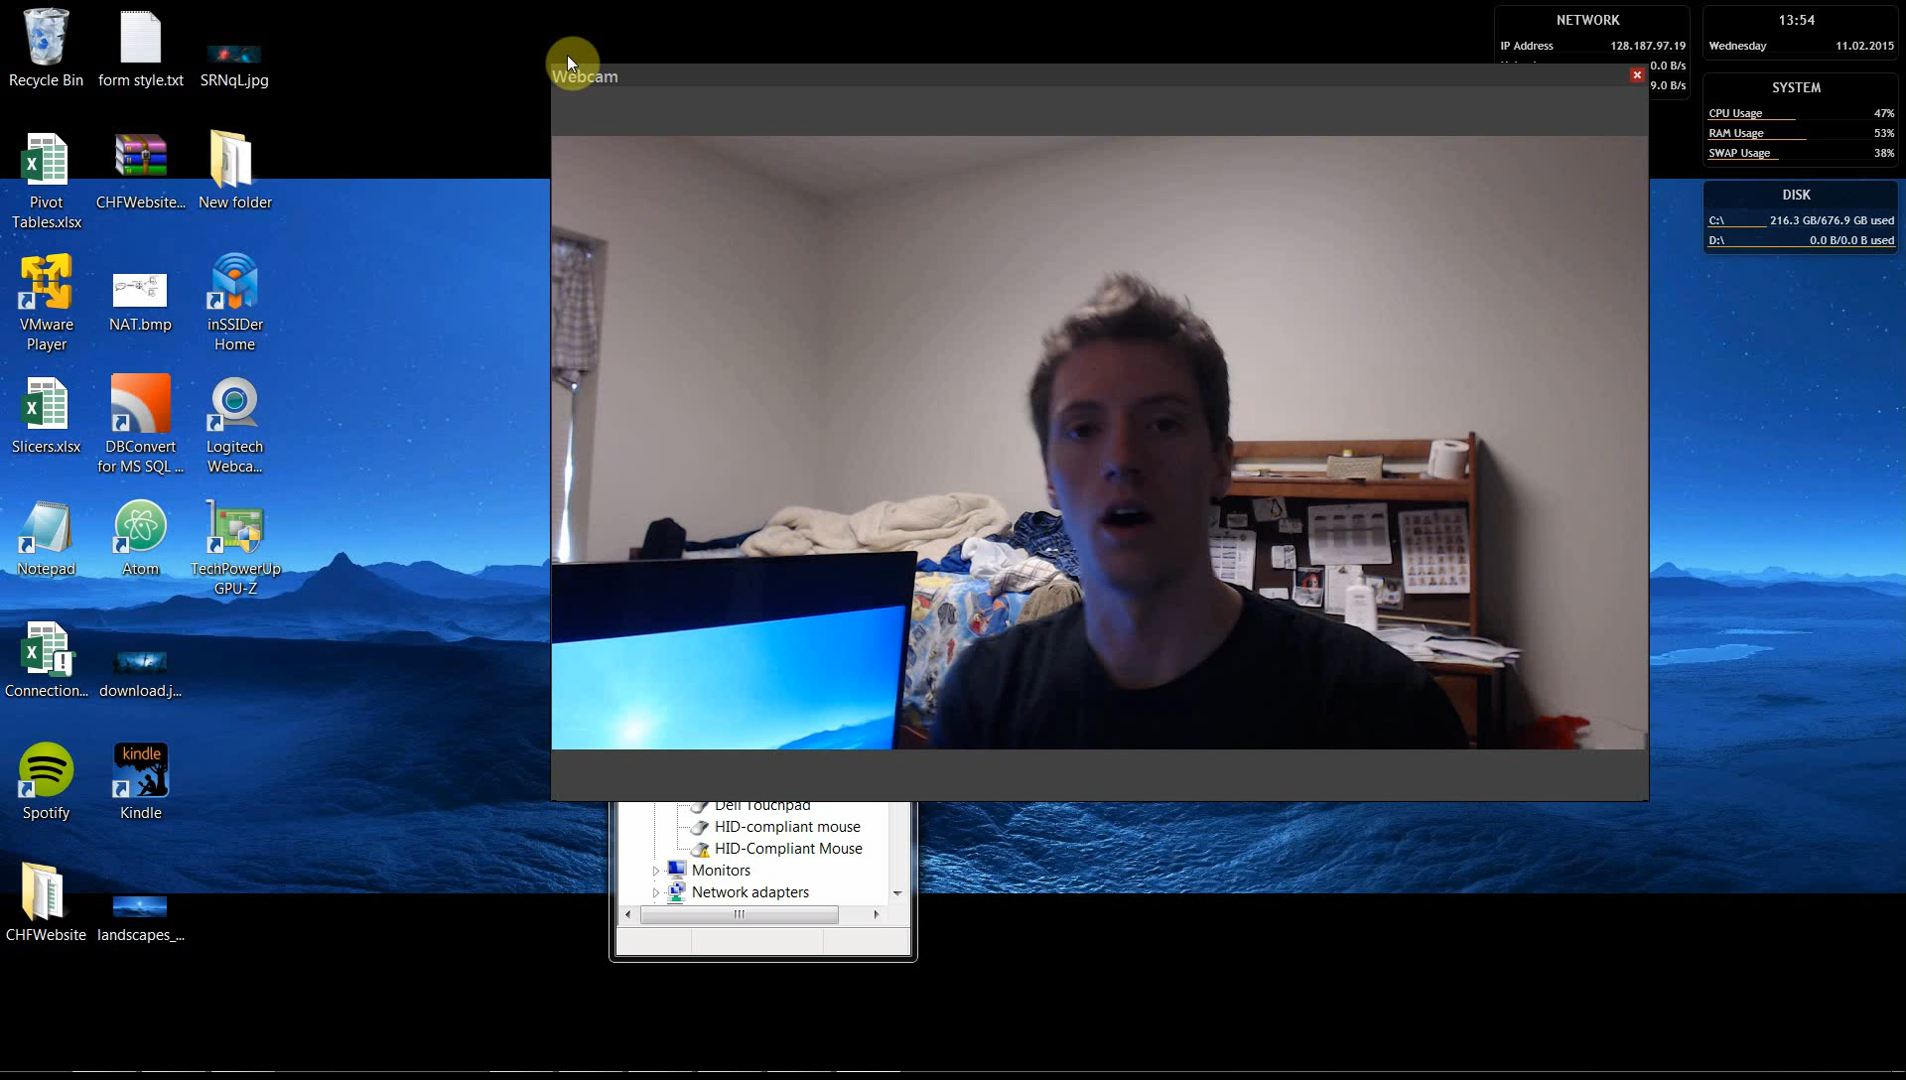 Recycle Bin
form style.txt
SRNqL.jpg
Pivot
Tables.xlsx
CHFWebsite...
New folder
VMware
Player
NAT.bmp
inSSIDer
Home
Slicers.xlsx
DBConvert
for MS SQL ...
Logitech
Webca...
Notepad
Atom
TechPowerUp
GPU-Z
Connection...
download.j...
Spotify
kindle
Kindle
CHFWebsite
landscapes_...
Webcam
Dell Touchpad
HID-compliant mouse
HID-Compliant Mouse
Monitors
Network adapters
NETWORK
IP Address 128.187.97.19
0.0 B/s
9.0 B/s
13:54
Wednesday 11.02.2015
SYSTEM
CPU Usage 47%
RAM Usage 53%
SWAP Usage 38%
DISK
C:\ 216.3 GB/676.9 GB used
D:\ 0.0 B/0.0 B used